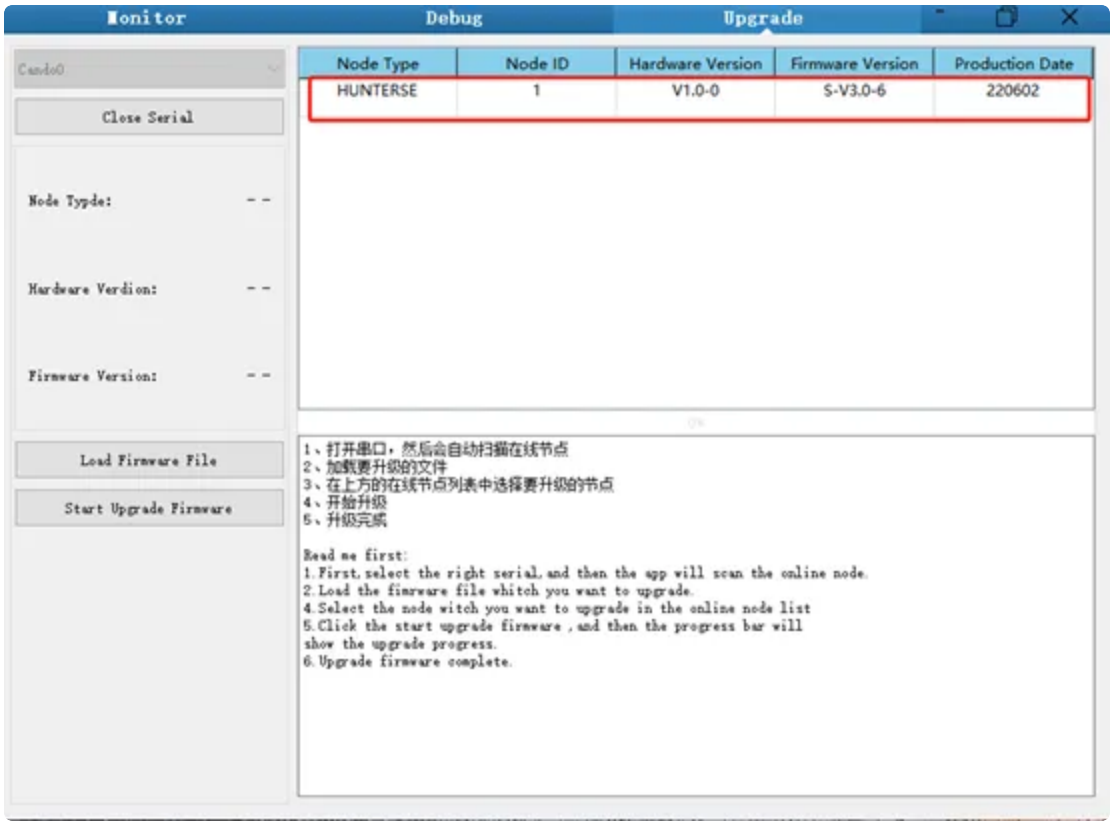 Monitor
Debug
Upgrade
Cando0
Close Serial
Node Typde:
--
Hardware Verdion:
--
Firmware Version:
--
Load Firmware File
Start Upgrade Firmware
Node Type Node ID Hardware Version Firmware Version Production Date
HUNTERSE 1 V1.0-0 S-V3.0-6 220602
0%
1、打开串口，然后会自动扫描在线节点
2、加载要升级的文件
3、在上方的在线节点列表中选择要升级的节点
4、开始升级
5、升级完成
Read me first:
1.First,select the right serial,and then the app will scan the online node.
2.Load the fimrware file whitch you want to upgrade.
4.Select the node witch you want to upgrade in the online node list
5.Click the start upgrade firmware ,and then the progress bar will
show the upgrade progress.
6.Upgrade firmware complete.